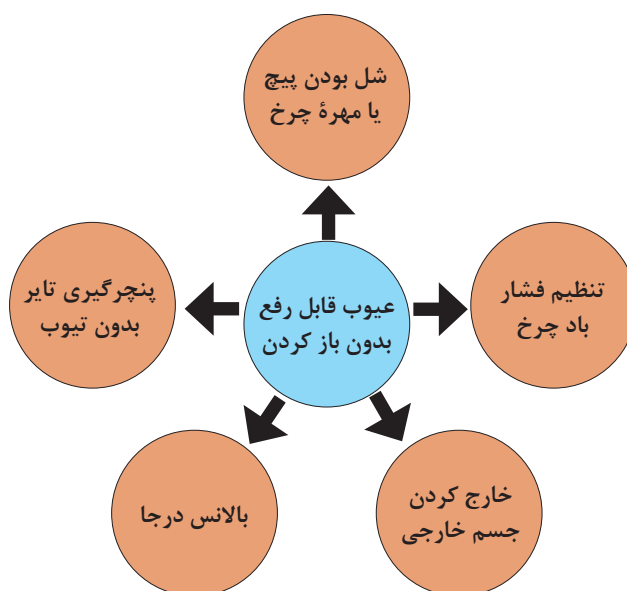 شل بودن پیچ
یا مهرهٔ چرخ
تنظیم فشار
باد چرخ
عیوب قابل رفع
بدون باز کردن
پنچرگیری تایر
بدون تیوب
خارج کردن
جسم خارجی
بالانس درجا